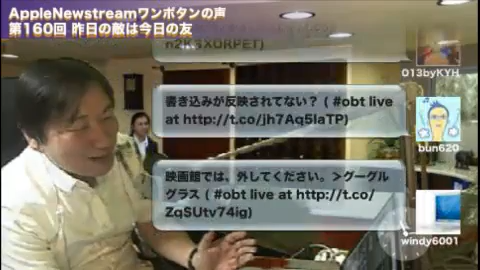 AppleNewstreamワンボタンの声
第160回 昨日の敵は今日の友
n2K3XORPET)
013byKYH
書き込みが反映されてない？ ( #obt live
at http://t.co/jh7Aq5IaTP)
bun620
映画館では、外してください。>グーグル
グラス ( #obt live at http://t.co/
ZqSUtv74ig)
windy6001